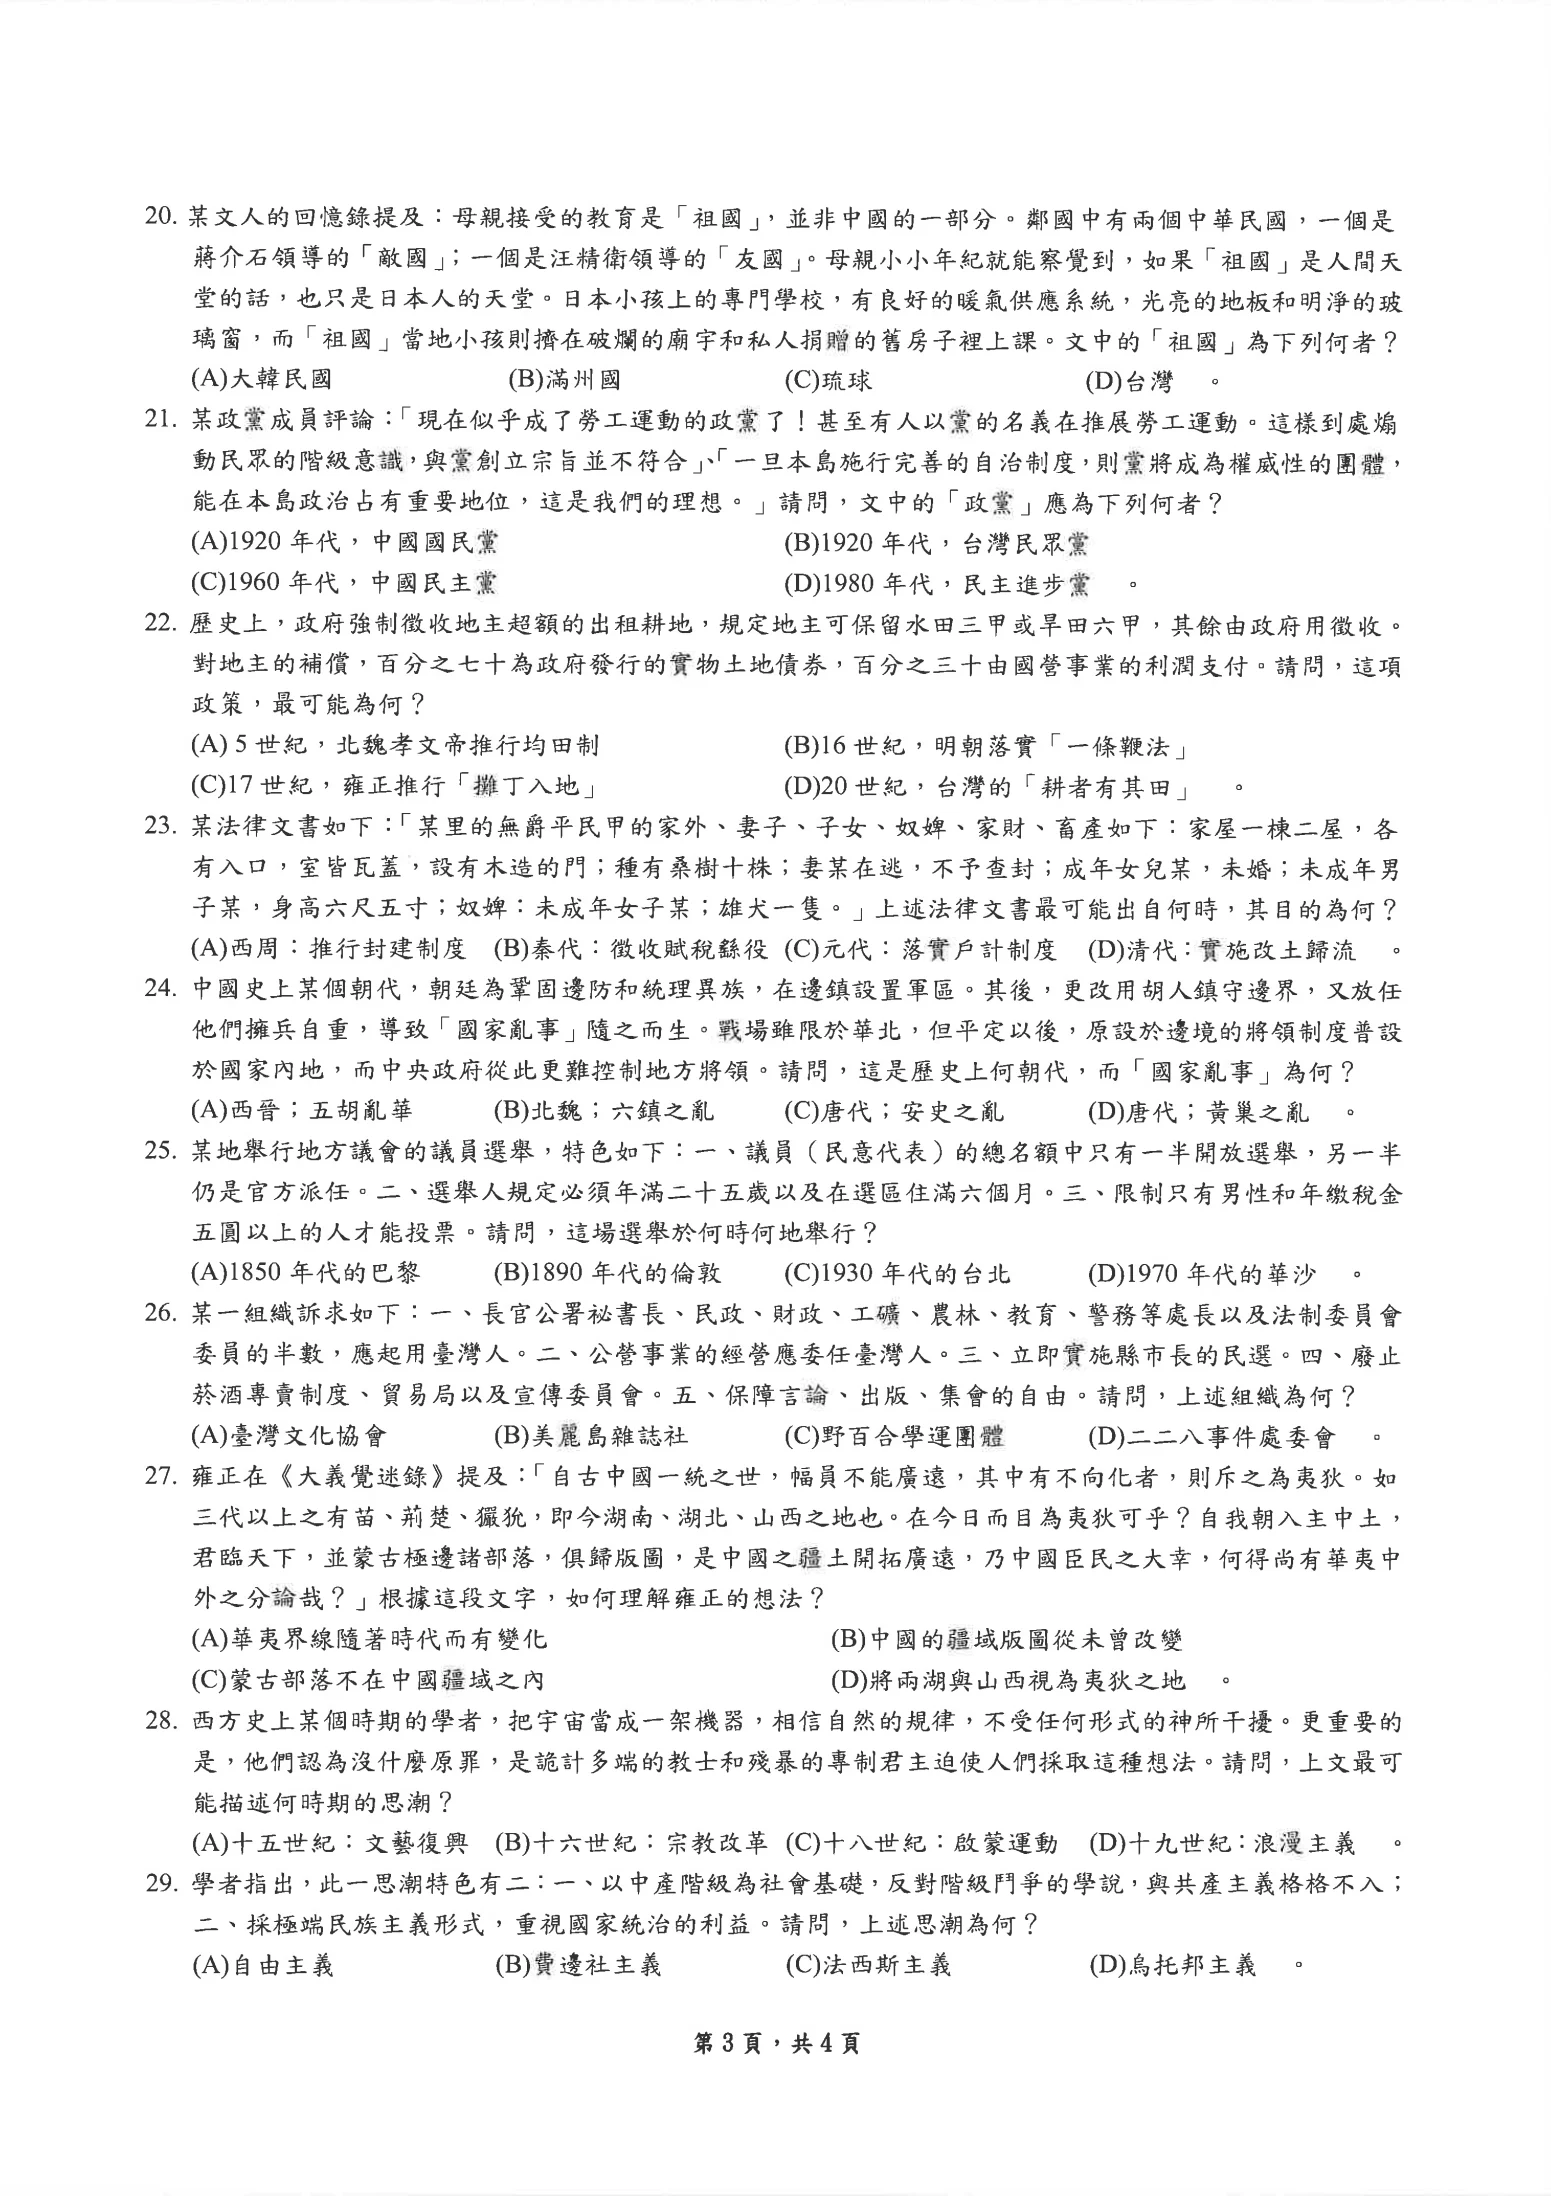 20. 某文人的回憶錄提及：母親接受的教育是「祖國」，並非中國的一部分。鄰國中有兩個中華民國，一個是
蔣介石領導的「敵國」；一個是汪精衛領導的「友國」。母親小小年紀就能察覺到，如果「祖國」是人間天
堂的話，也只是日本人的天堂。日本小孩上的專門學校，有良好的暖氣供應系統，光亮的地板和明淨的玻
璃窗，而「祖國」當地小孩則擠在破爛的廟宇和私人捐贈的舊房子裡上課。文中的「祖國」為下列何者？
(A)大韓民國 (B)滿州國 (C)琉球 (D)台灣 。
21. 某政黨成員評論：「現在似乎成了勞工運動的政黨了！甚至有人以黨的名義在推展勞工運動。這樣到處煽
動民眾的階級意識，與黨創立宗旨並不符合」、「一旦本島施行完善的自治制度，則黨將成為權威性的團體，
能在本島政治占有重要地位，這是我們的理想。」請問，文中的「政黨」應為下列何者？
(A)1920 年代，中國國民黨 (B)1920 年代，台灣民眾黨
(C)1960 年代，中國民主黨 (D)1980 年代，民主進步黨 。
22. 歷史上，政府強制徵收地主超額的出租耕地，規定地主可保留水田三甲或旱田六甲，其餘由政府用徵收。
對地主的補償，百分之七十為政府發行的實物土地債券，百分之三十由國營事業的利潤支付。請問，這項
政策，最可能為何？
(A) 5 世紀，北魏孝文帝推行均田制 (B)16 世紀，明朝落實「一條鞭法」
(C)17 世紀，雍正推行「攤丁入地」 (D)20 世紀，台灣的「耕者有其田」 。
23. 某法律文書如下：「某里的無爵平民甲的家外、妻子、子女、奴婢、家財、畜產如下：家屋一棟二屋，各
有入口，室皆瓦蓋，設有木造的門；種有桑樹十株；妻某在逃，不予查封；成年女兒某，未婚；未成年男
子某，身高六尺五寸；奴婢：未成年女子某；雄犬一隻。」上述法律文書最可能出自何時，其目的為何？
(A)西周：推行封建制度 (B)秦代：徵收賦稅繇役 (C)元代：落實戶計制度 (D)清代：實施改土歸流 。
24. 中國史上某個朝代，朝廷為鞏固邊防和統理異族，在邊鎮設置軍區。其後，更改用胡人鎮守邊界，又放任
他們擁兵自重，導致「國家亂事」隨之而生。戰場雖限於華北，但平定以後，原設於邊境的將領制度普設
於國家內地，而中央政府從此更難控制地方將領。請問，這是歷史上何朝代，而「國家亂事」為何？
(A)西晉；五胡亂華 (B)北魏；六鎮之亂 (C)唐代；安史之亂 (D)唐代；黃巢之亂 。
25. 某地舉行地方議會的議員選舉，特色如下：一、議員（民意代表）的總名額中只有一半開放選舉，另一半
仍是官方派任。二、選舉人規定必須年滿二十五歲以及在選區住滿六個月。三、限制只有男性和年繳稅金
五圓以上的人才能投票。請問，這場選舉於何時何地舉行？
(A)1850 年代的巴黎 (B)1890 年代的倫敦 (C)1930 年代的台北 (D)1970 年代的華沙 。
26. 某一組織訴求如下：一、長官公署祕書長、民政、財政、工礦、農林、教育、警務等處長以及法制委員會
委員的半數，應起用臺灣人。二、公營事業的經營應委任臺灣人。三、立即實施縣市長的民選。四、廢止
菸酒專賣制度、貿易局以及宣傳委員會。五、保障言論、出版、集會的自由。請問，上述組織為何？
(A)臺灣文化協會 (B)美麗島雜誌社 (C)野百合學運團體 (D)二二八事件處委會 。
27. 雍正在《大義覺迷錄》提及：「自古中國一統之世，幅員不能廣遠，其中有不向化者，則斥之為夷狄。如
三代以上之有苗、荊楚、玁狁，即今湖南、湖北、山西之地也。在今日而目為夷狄可乎？自我朝入主中土，
君臨天下，並蒙古極邊諸部落，俱歸版圖，是中國之疆土開拓廣遠，乃中國臣民之大幸，何得尚有華夷中
外之分論哉？」根據這段文字，如何理解雍正的想法？
(A)華夷界線隨著時代而有變化 (B)中國的疆域版圖從未曾改變
(C)蒙古部落不在中國疆域之內 (D)將兩湖與山西視為夷狄之地 。
28. 西方史上某個時期的學者，把宇宙當成一架機器，相信自然的規律，不受任何形式的神所干擾。更重要的
是，他們認為沒什麼原罪，是詭計多端的教士和殘暴的專制君主迫使人們採取這種想法。請問，上文最可
能描述何時期的思潮？
(A)十五世紀：文藝復興 (B)十六世紀：宗教改革 (C)十八世紀：啟蒙運動 (D)十九世紀：浪漫主義 。
29. 學者指出，此一思潮特色有二：一、以中產階級為社會基礎，反對階級鬥爭的學說，與共產主義格格不入；
二、採極端民族主義形式，重視國家統治的利益。請問，上述思潮為何？
(A)自由主義 (B)費邊社主義 (C)法西斯主義 (D)烏托邦主義 。
第 3 頁，共 4 頁